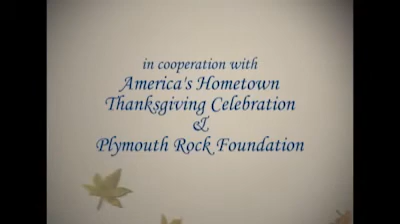 in cooperation with
America's Hometown
Thanksgiving Celebration
&
Plymouth Rock Foundation